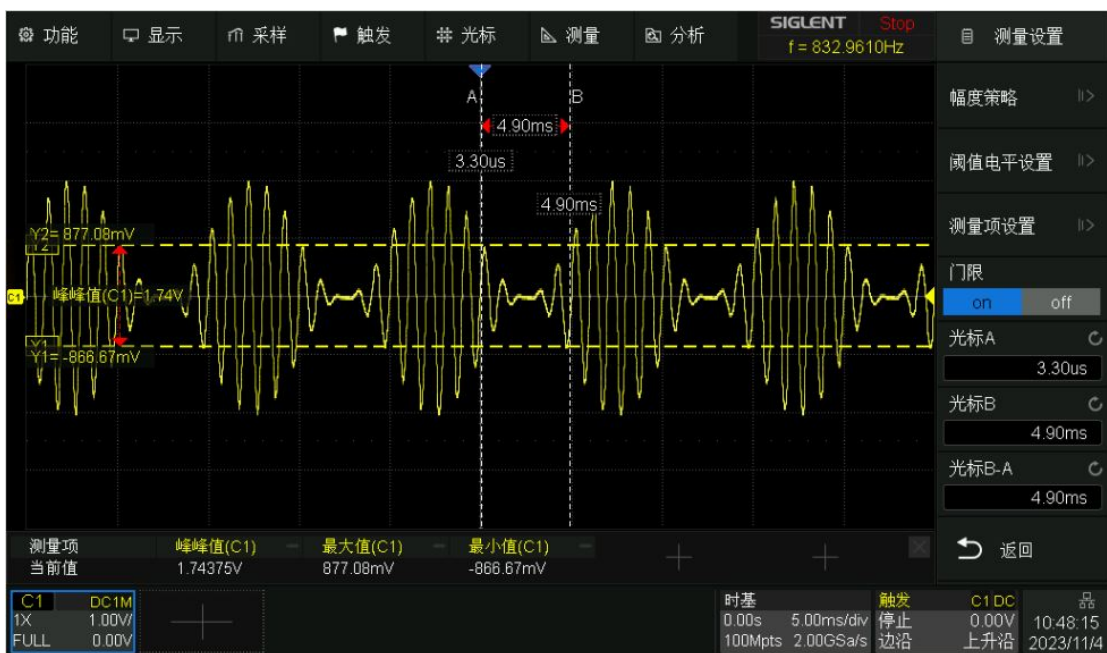 功能 显示 采样 触发 光标 测量 分析 SIGLENT Stop
f = 832.9610Hz
测量设置
A B
4.90ms
3.30us
4.90ms
Y2= 877.08mV
峰峰值(C1)=1.74V
Y1
Y1= -866.67mV
C1
幅度策略
阈值电平设置
测量项设置
门限
on off
光标A
3.30us
光标B
4.90ms
光标B-A
4.90ms
返回
测量项 峰峰值(C1) 最大值(C1) 最小值(C1)
当前值 1.74375V 877.08mV -866.67mV
C1 DC1M
1X 1.00V/
FULL 0.00V
时基
0.00s 5.00ms/div
100Mpts 2.00GSa/s
触发 C1 DC
停止 0.00V
边沿 上升沿
10:48:15
2023/11/4